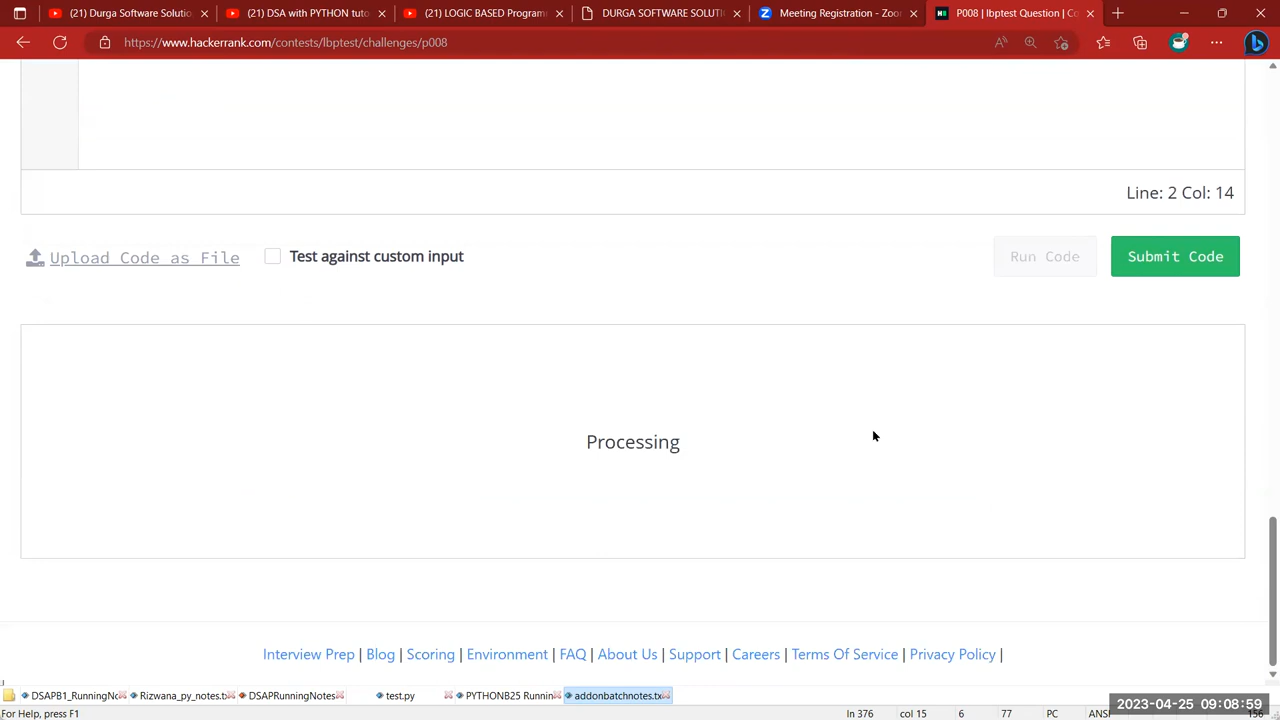 (21) Durga Software Solutio
(21) DSA with PYTHON tuto
(21) LOGIC BASED Program
DURGA SOFTWARE SOLUTI
Meeting Registration - Zoo
P008 | lbptest Question | Co
https://www.hackerrank.com/contests/lbptest/challenges/p008
Line: 2 Col: 14
Upload Code as File
Test against custom input
Run Code
Submit Code
Processing
Interview Prep | Blog | Scoring | Environment | FAQ | About Us | Support | Careers | Terms Of Service | Privacy Policy |
DSAPB1_RunningNo
Rizwana_py_notes.tx
DSAPRunningNotes
test.py
PYTHONB25 Runnin
addonbatchnotes.tx
2023-04-25 09:08:59
For Help, press F1
ln 376
col 15
6
77
PC
ANSI